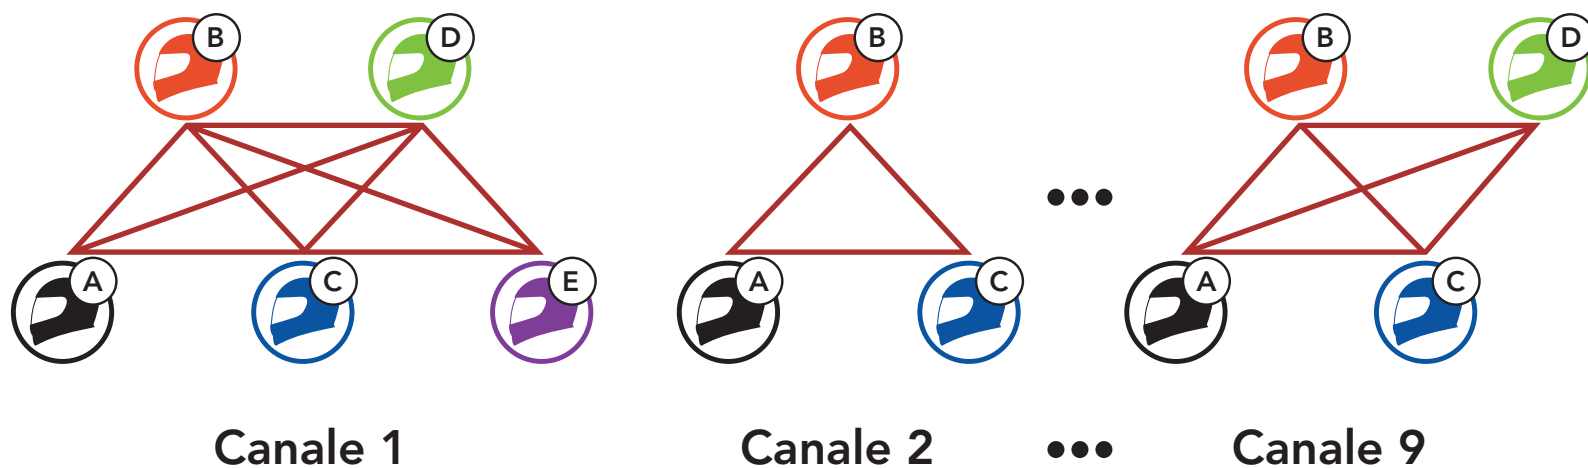 B D B B D
A C E A C A C
Canale 1 Canale 2 ••• Canale 9